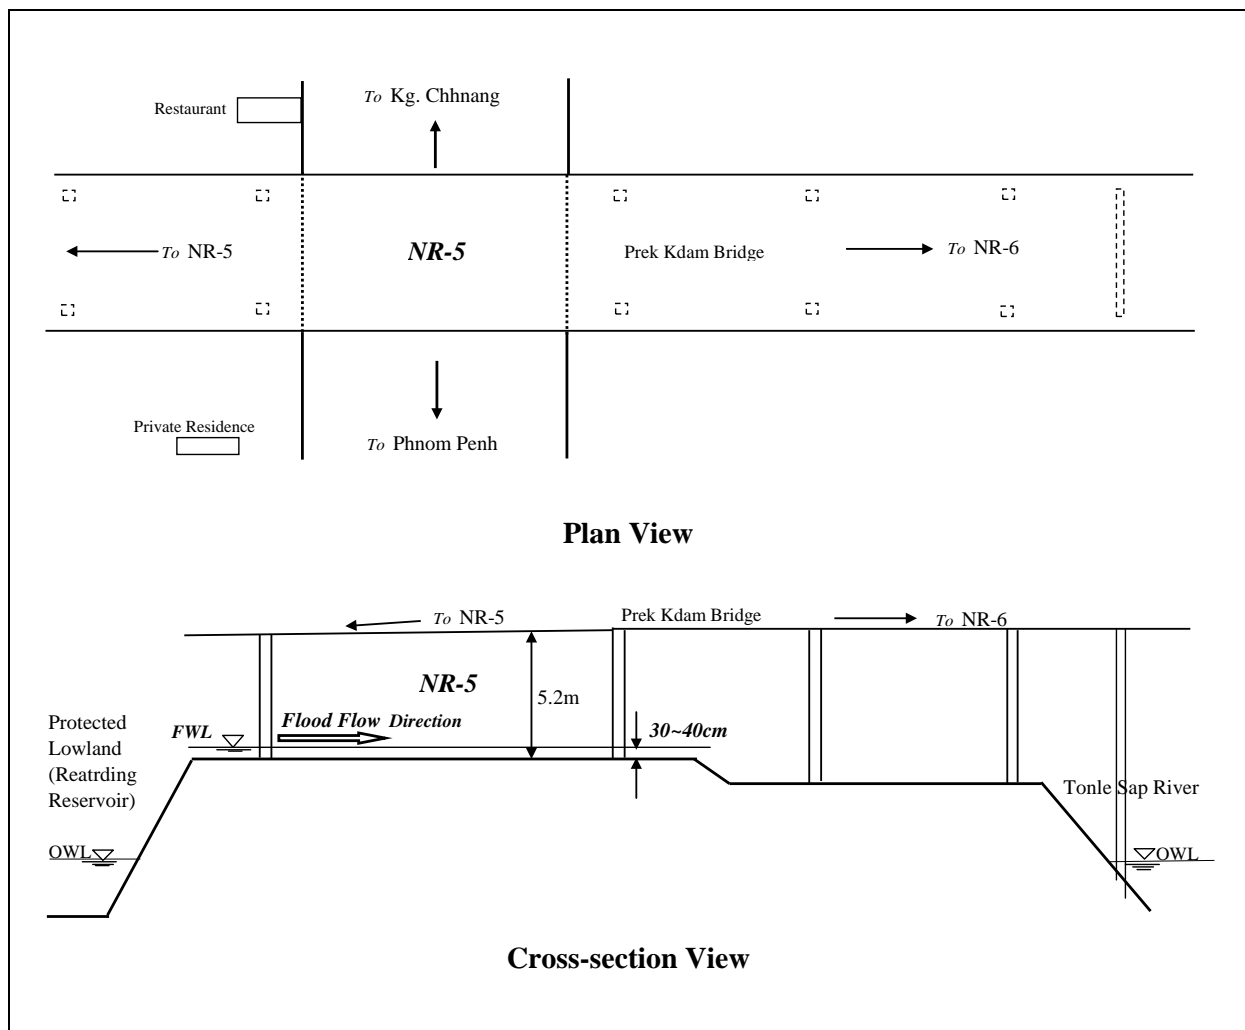 To Kg. Chhnang
Restaurant
To NR-5
NR-5
Prek Kdam Bridge
To NR-6
Private Residence
To Phnom Penh
Plan View
To NR-5
Prek Kdam Bridge
To NR-6
NR-5
5.2m
Protected
Lowland
(Reatrding
Reservoir)
FWL
Flood Flow Direction
30~40cm
Tonle Sap River
OWL
OWL
Cross-section View